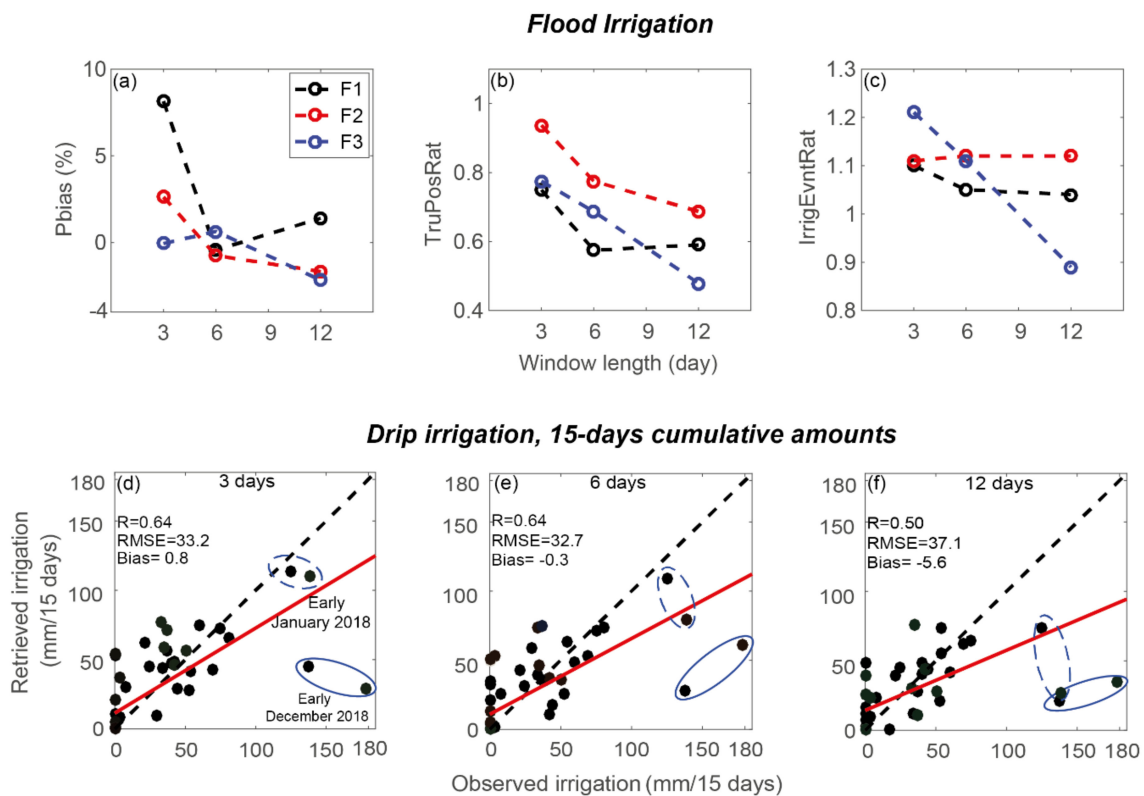 Flood Irrigation
(a)
F1
F2
F3
Pbias (%)
10
5
0
-4
3 6 9 12
(b)
TruPosRat
1
0.8
0.6
0.4
3 6 9 12
Window length (day)
(c)
IrrigEvntRat
1.3
1.2
1.1
1
0.9
0.8
3 6 9 12
Drip irrigation, 15-days cumulative amounts
(d) 3 days
R=0.64
RMSE=33.2
Bias= 0.8
Early
January 2018
Early
December 2018
Retrieved irrigation
(mm/15 days)
180
150
100
50
0
0 50 100 150 180
(e) 6 days
R=0.64
RMSE=32.7
Bias= -0.3
180
150
100
50
0
0 50 100 150 180
(f) 12 days
R=0.50
RMSE=37.1
Bias= -5.6
180
150
100
50
0
0 50 100 150 180
Observed irrigation (mm/15 days)